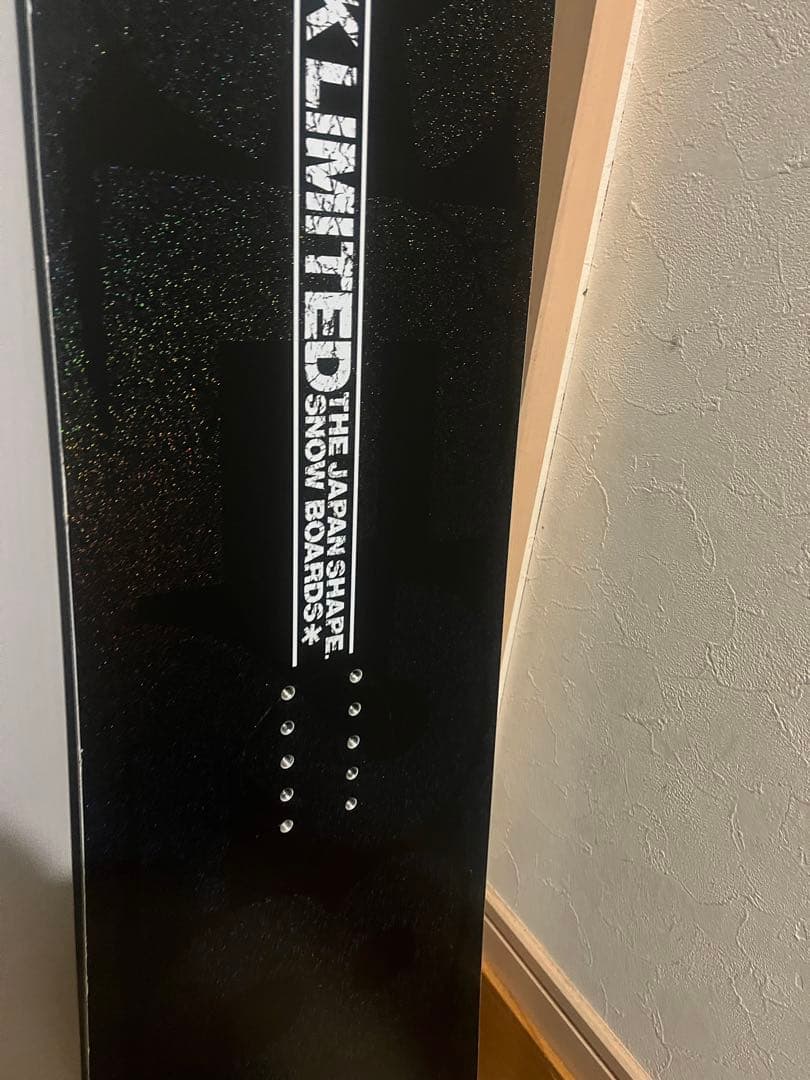 LIMITED
THE JAPAN SHAPE.
SNOW BOARDS*